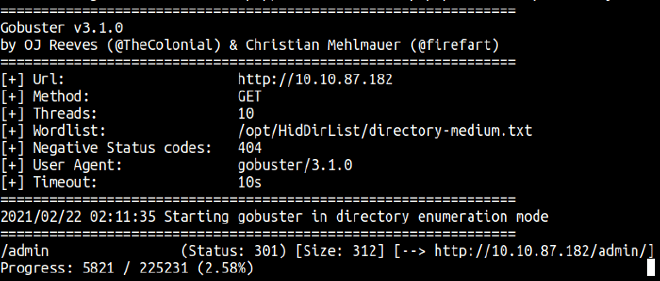 ===============================================================
Gobuster v3.1.0
by OJ Reeves (@TheColonial) & Christian Mehlmauer (@firefart)
===============================================================
[+] Url:                     http://10.10.87.182
[+] Method:                  GET
[+] Threads:                 10
[+] Wordlist:                /opt/HidDirList/directory-medium.txt
[+] Negative Status codes:   404
[+] User Agent:              gobuster/3.1.0
[+] Timeout:                 10s
===============================================================
2021/02/22 02:11:35 Starting gobuster in directory enumeration mode
===============================================================
/admin                (Status: 301) [Size: 312] [--> http://10.10.87.182/admin/]
Progress: 5821 / 225231 (2.58%)